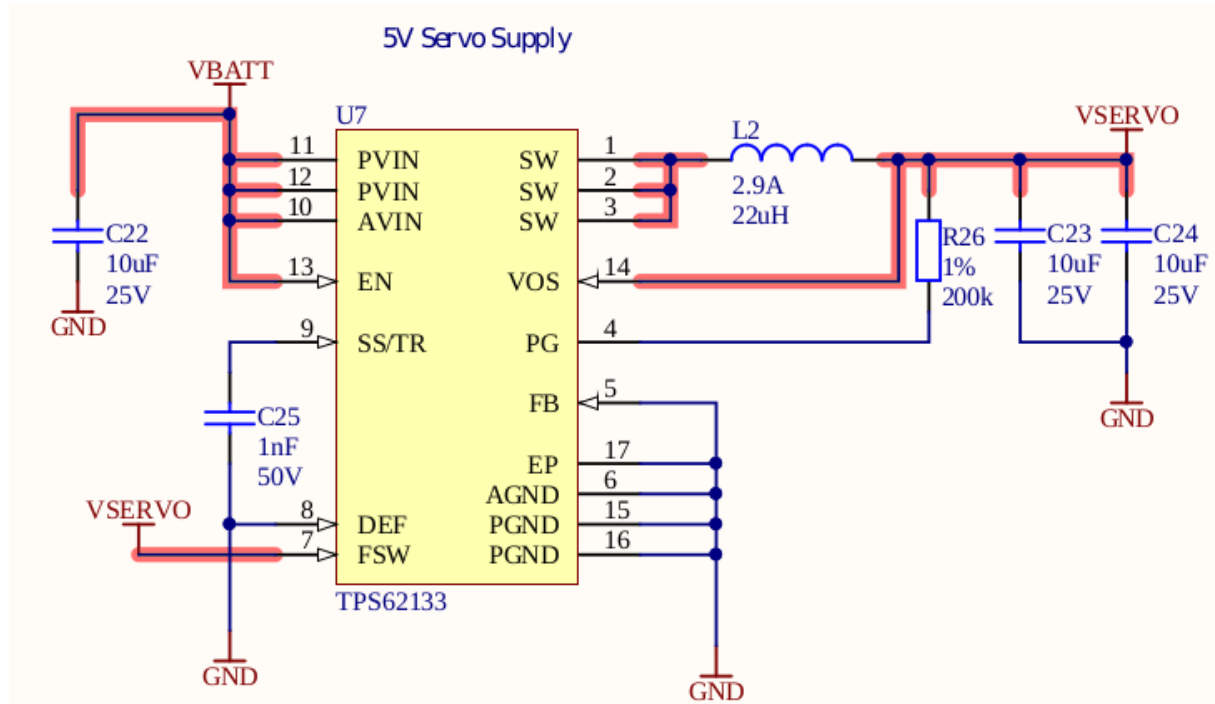 5V Servo Supply
VBATT
U7
L2
VSERVO
11 PVIN SW 1
12 PVIN SW 2
10 AVIN SW 3
2.9A
22uH
C22
10uF
25V
GND
13 EN VOS 14
R26
1%
200k
C23
10uF
25V
C24
10uF
25V
9 SS/TR PG 4
FB 5
GND
C25
1nF
50V
EP 17
AGND 6
VSERVO
8 DEF PGND 15
7 FSW PGND 16
TPS62133
GND
GND